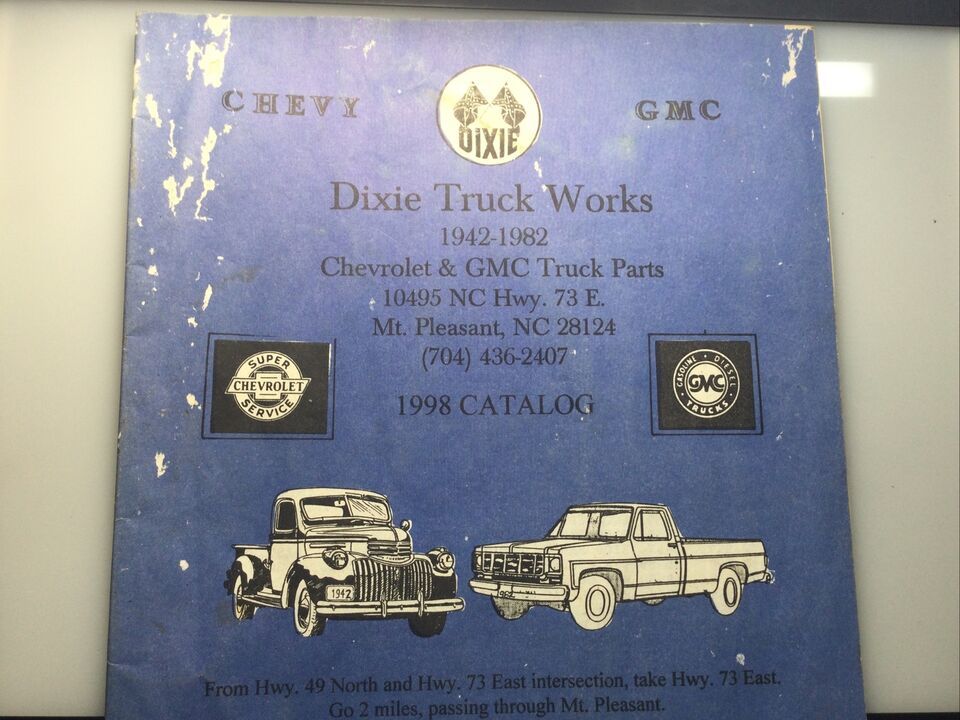 CHEVY
DIXIE
GMC
Dixie Truck Works
1942-1982
Chevrolet & GMC Truck Parts
10495 NC Hwy. 73 E.
Mt. Pleasant, NC 28124
(704) 436-2407
1998 CATALOG
SUPER
CHEVROLET
SERVICE
GASOLINE • DIESEL
GMC
TRUCKS
1942
From Hwy. 49 North and Hwy. 73 East intersection, take Hwy. 73 East.
Go 2 miles, passing through Mt. Pleasant.